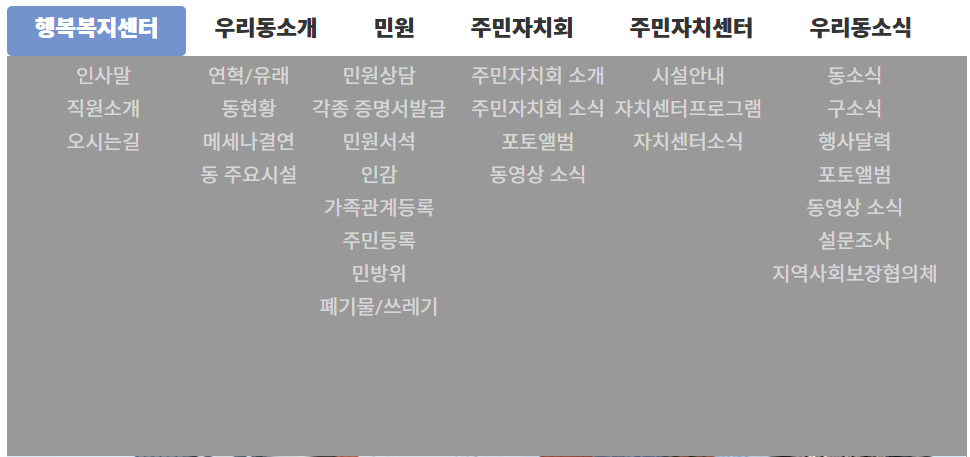 행복복지센터 우리동소개 민원 주민자치회 주민자치센터 우리동소식
인사말 연혁/유래 민원상담 주민자치회 소개 시설안내 동소식
직원소개 동현황 각종 증명서발급 주민자치회 소식 자치센터프로그램 구소식
오시는길 메세나결연 민원서석 포토앨범 자치센터소식 행사달력
동 주요시설 인감 동영상 소식 포토앨범
가족관계등록 동영상 소식
주민등록 설문조사
민방위 지역사회보장협의체
폐기물/쓰레기